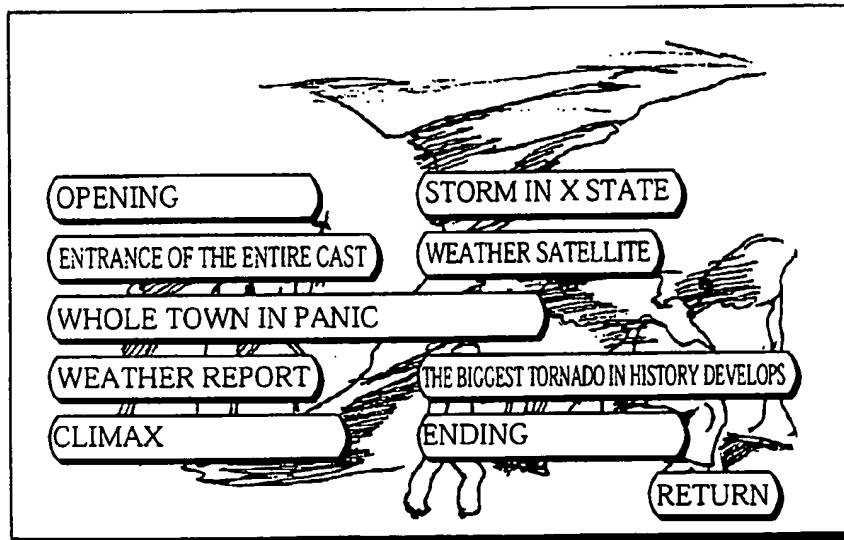 OPENING
STORM IN X STATE
ENTRANCE OF THE ENTIRE CAST
WEATHER SATELLITE
WHOLE TOWN IN PANIC
WEATHER REPORT
THE BIGGEST TORNADO IN HISTORY DEVELOPS
CLIMAX
ENDING
RETURN